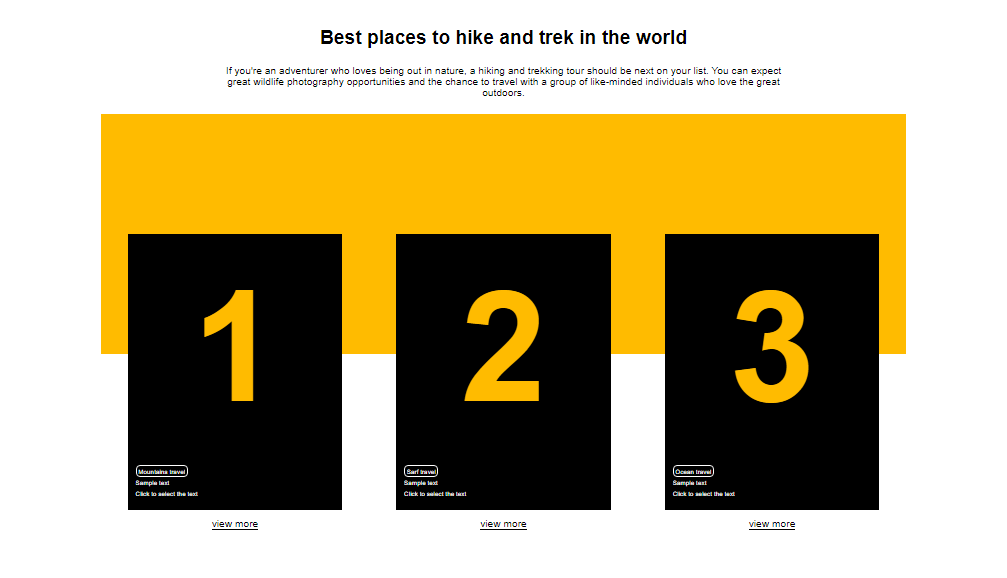 Best places to hike and trek in the world
If you're an adventurer who loves being out in nature, a hiking and trekking tour should be next on your list. You can expect
great wildlife photography opportunities and the chance to travel with a group of like-minded individuals who love the great
outdoors.
1
2
3
Mountains travel
Sample text
Click to select the text
Sarf travel
Sample text
Click to select the text
Ocean travel
Sample text
Click to select the text
view more
view more
view more